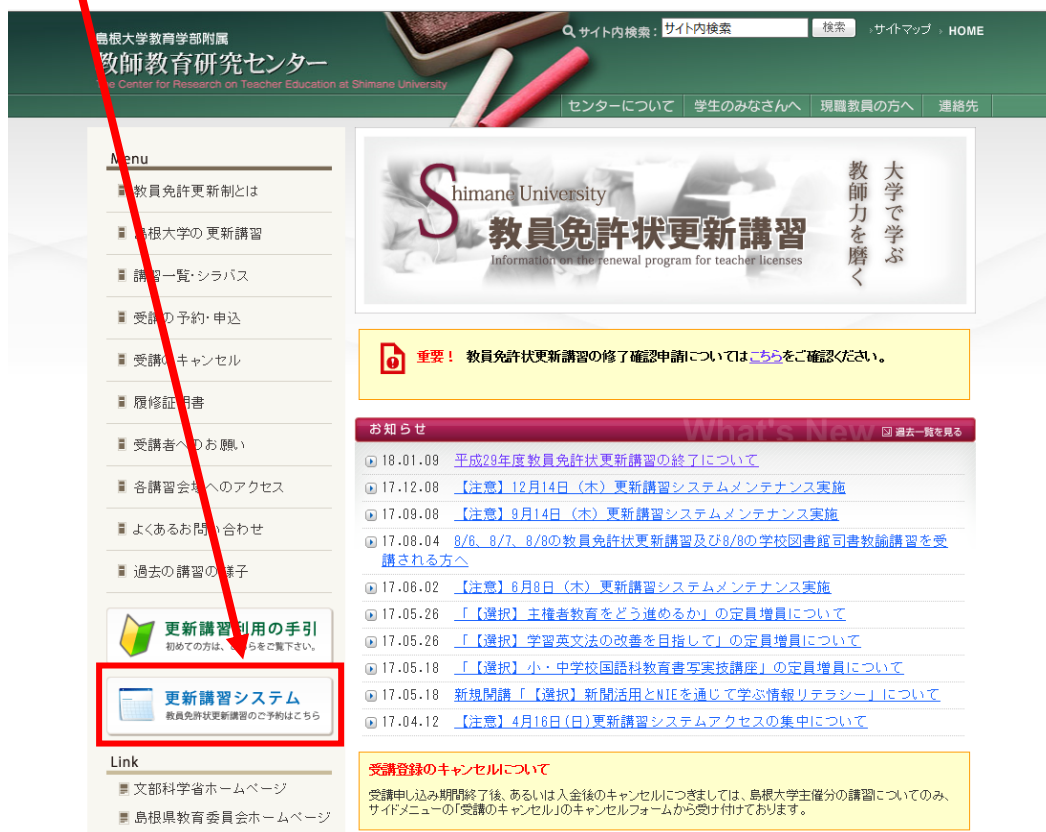 島根大学教育学部附属
教師教育研究センター
The Center for Research on Teacher Education at Shimane University
サイト内検索： サイト内検索 検索 サイトマップ HOME
センターについて 学生のみなさんへ 現職教員の方へ 連絡先
Menu
教員免許更新制とは
島根大学の更新講習
講習一覧・シラバス
受講の予約・申込
受講のキャンセル
履修証明書
受講者へのお願い
各講習会場へのアクセス
よくあるお問い合わせ
過去の講習の様子
更新講習利用の手引
初めての方は、こちらをご覧下さい。
更新講習システム
教員免許状更新講習のご予約はこちら
Link
文部科学省ホームページ
島根県教育委員会ホームページ
Shimane University
教員免許状更新講習
Information on the renewal program for teacher licenses
大学で学ぶ
教師力を磨く
重要！ 教員免許状更新講習の修了確認申請についてはこちらをご確認ください。
お知らせ What's New 過去一覧を見る
18.01.09 平成29年度教員免許状更新講習の終了について
17.12.08 【注意】12月14日（木）更新講習システムメンテナンス実施
17.09.08 【注意】9月14日（木）更新講習システムメンテナンス実施
17.08.04 8/6、8/7、8/8の教員免許状更新講習及び8/8の学校図書館司書教諭講習を受
講される方へ
17.06.02 【注意】6月8日（木）更新講習システムメンテナンス実施
17.05.26 「【選択】主権者教育をどう進めるか」の定員増員について
17.05.26 「【選択】学習英文法の改善を目指して」の定員増員について
17.05.18 「【選択】小・中学校国語科教育書写実技講座」の定員増員について
17.05.18 新規開講「【選択】新聞活用とNIEを通じて学ぶ情報リテラシー」について
17.04.12 【注意】4月16日(日)更新講習システムアクセスの集中について
受講登録のキャンセルについて
受講申し込み期間終了後、あるいは入金後のキャンセルにつきましては、島根大学主催分の講習についてのみ、
サイドメニューの「受講のキャンセル」のキャンセルフォームから受け付けております。